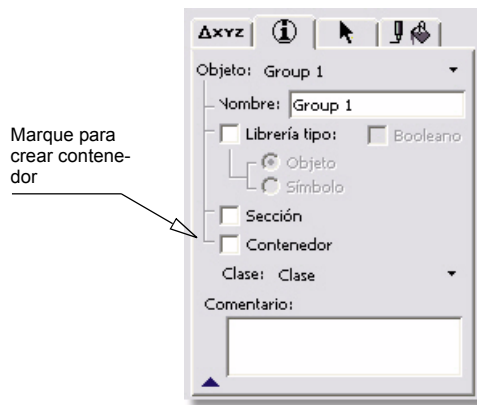 Δxyz
Objeto: Group 1
Nombre: Group 1
Librería tipo: Booleano
Objeto
Símbolo
Marque para
crear contene-
dor
Sección
Contenedor
Clase: Clase
Comentario: